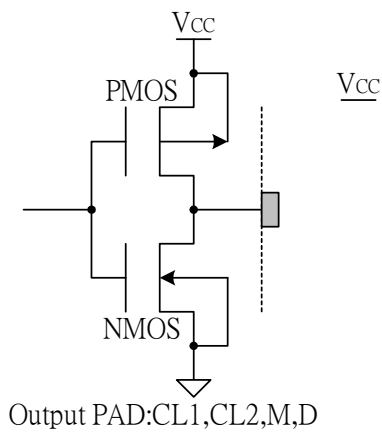 VCC
VCC
PMOS
NMOS
Output PAD:CL1,CL2,M,D